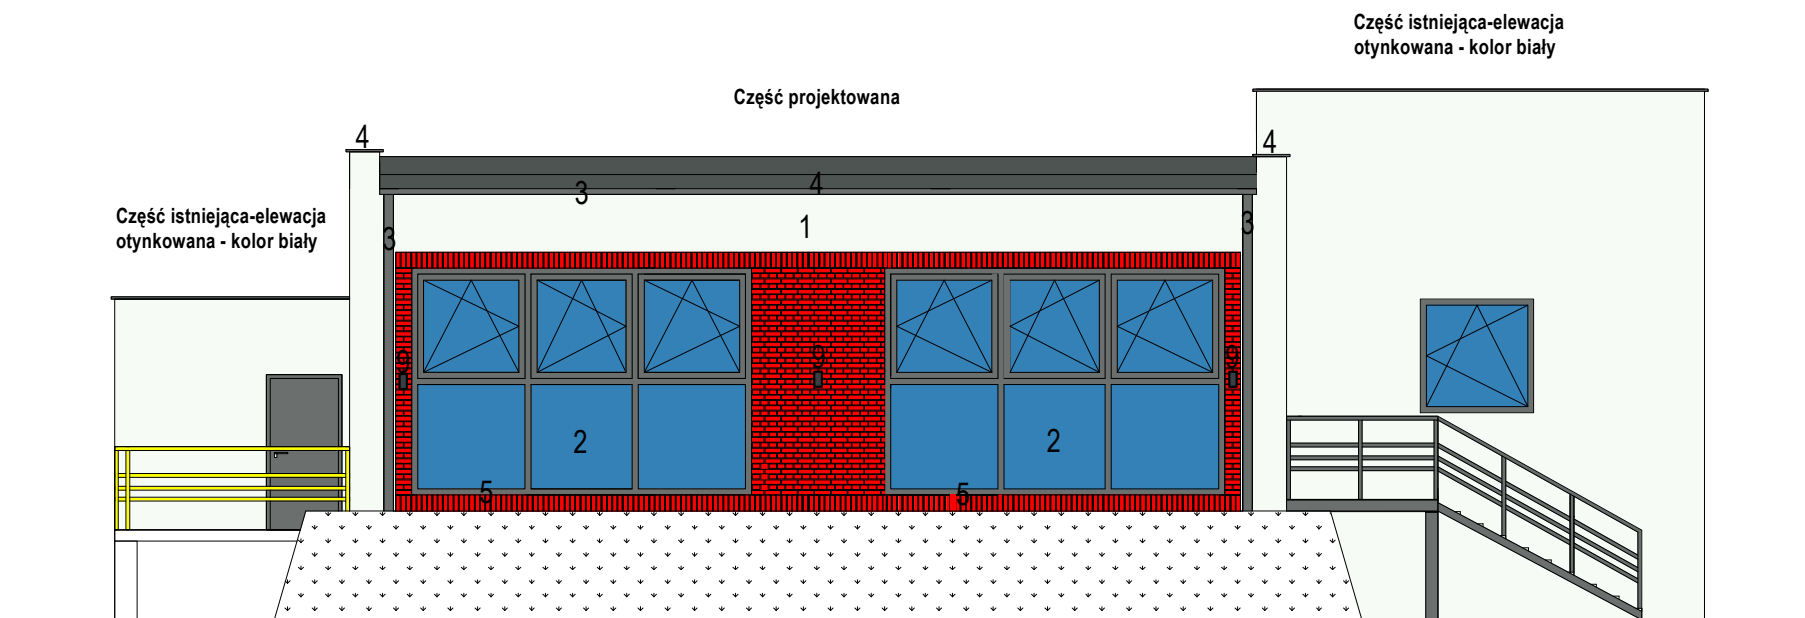 Część istniejąca-elewacja
otynkowana - kolor biały
Część projektowana
4
4
3
4
Część istniejąca-elewacja
otynkowana - kolor biały
1
3
3
9
9
9
2
2
5
5